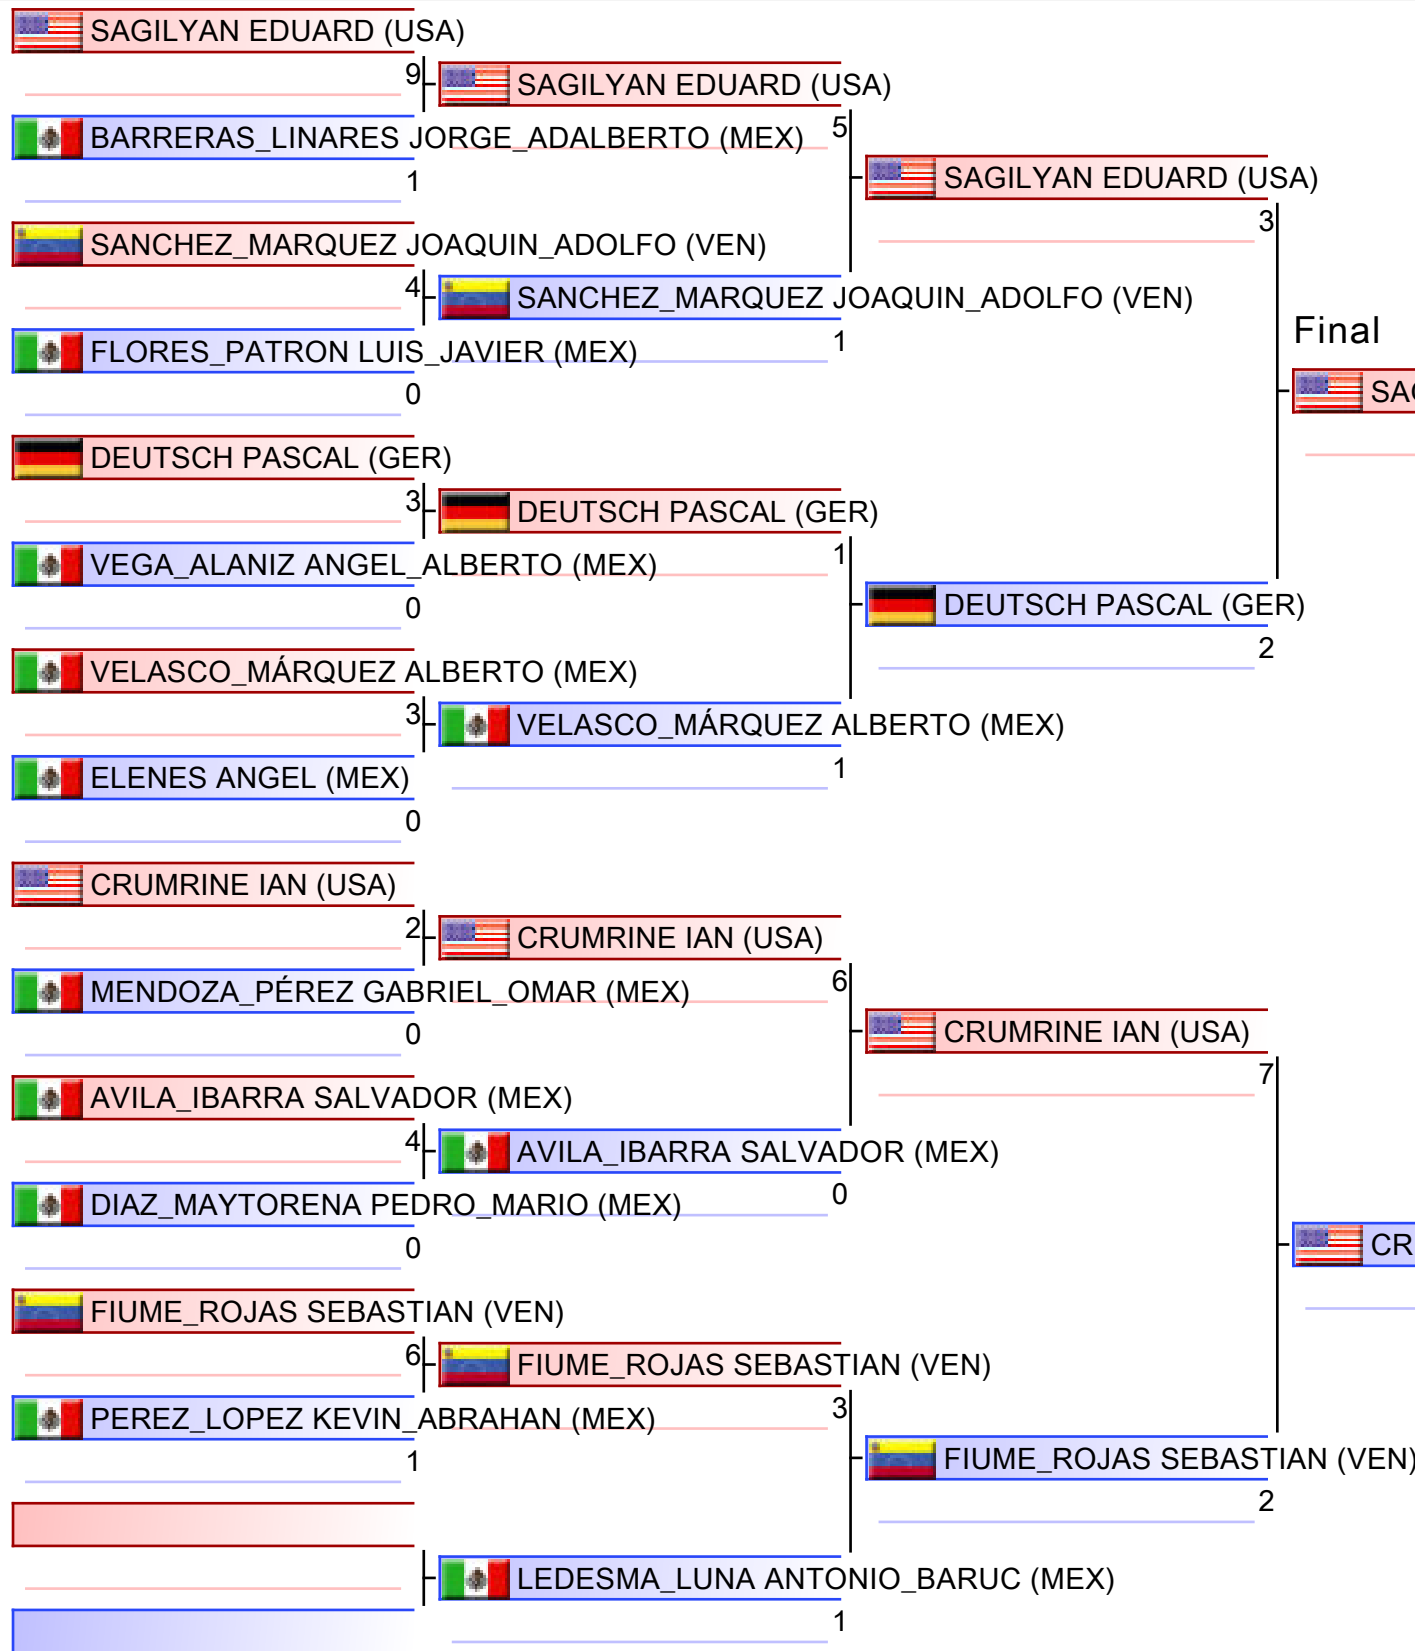 SAGILYAN EDUARD (USA)
9
BARRERAS_LINARES JORGE_ADALBERTO (MEX)
1
SANCHEZ_MARQUEZ JOAQUIN_ADOLFO (VEN)
4
FLORES_PATRON LUIS_JAVIER (MEX)
0
DEUTSCH PASCAL (GER)
3
VEGA_ALANIZ ANGEL_ALBERTO (MEX)
0
VELASCO_MÁRQUEZ ALBERTO (MEX)
3
ELENES ANGEL (MEX)
0
CRUMRINE IAN (USA)
2
MENDOZA_PÉREZ GABRIEL_OMAR (MEX)
0
AVILA_IBARRA SALVADOR (MEX)
4
DIAZ_MAYTORENA PEDRO_MARIO (MEX)
0
FIUME_ROJAS SEBASTIAN (VEN)
6
PEREZ_LOPEZ KEVIN_ABRAHAN (MEX)
1
SAGILYAN EDUARD (USA)
5
SANCHEZ_MARQUEZ JOAQUIN_ADOLFO (VEN)
1
DEUTSCH PASCAL (GER)
1
VELASCO_MÁRQUEZ ALBERTO (MEX)
1
CRUMRINE IAN (USA)
6
AVILA_IBARRA SALVADOR (MEX)
0
FIUME_ROJAS SEBASTIAN (VEN)
3
LEDESMA_LUNA ANTONIO_BARUC (MEX)
1
SAGILYAN EDUARD (USA)
3
DEUTSCH PASCAL (GER)
2
CRUMRINE IAN (USA)
7
FIUME_ROJAS SEBASTIAN (VEN)
2
Final
CR